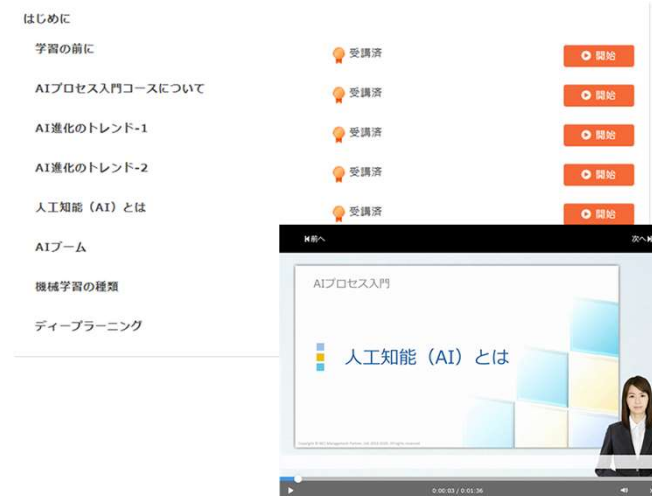 はじめに
学習の前に 受講済 開始
AIプロセス入門コースについて 受講済 開始
AI進化のトレンド-1 受講済 開始
AI進化のトレンド-2 受講済 開始
人工知能（AI）とは 受講済 開始
AIブーム
機械学習の種類
ディープラーニング
前へ 次へ
AIプロセス入門
人工知能（AI）とは
0:00:03 / 0:01:36